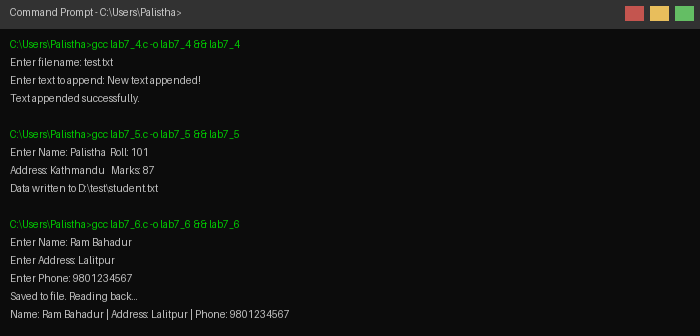 Command Prompt - C:\Users\Palistha>
C:\Users\Palistha>gcc lab7_4.c -o lab7_4 && lab7_4
Enter filename: test.txt
Enter text to append: New text appended!
Text appended successfully.
C:\Users\Palistha>gcc lab7_5.c -o lab7_5 && lab7_5
Enter Name: Palistha  Roll: 101
Address: Kathmandu   Marks: 87
Data written to D:\test\student.txt
C:\Users\Palistha>gcc lab7_6.c -o lab7_6 && lab7_6
Enter Name: Ram Bahadur
Enter Address: Lalitpur
Enter Phone: 9801234567
Saved to file. Reading back...
Name: Ram Bahadur | Address: Lalitpur | Phone: 9801234567